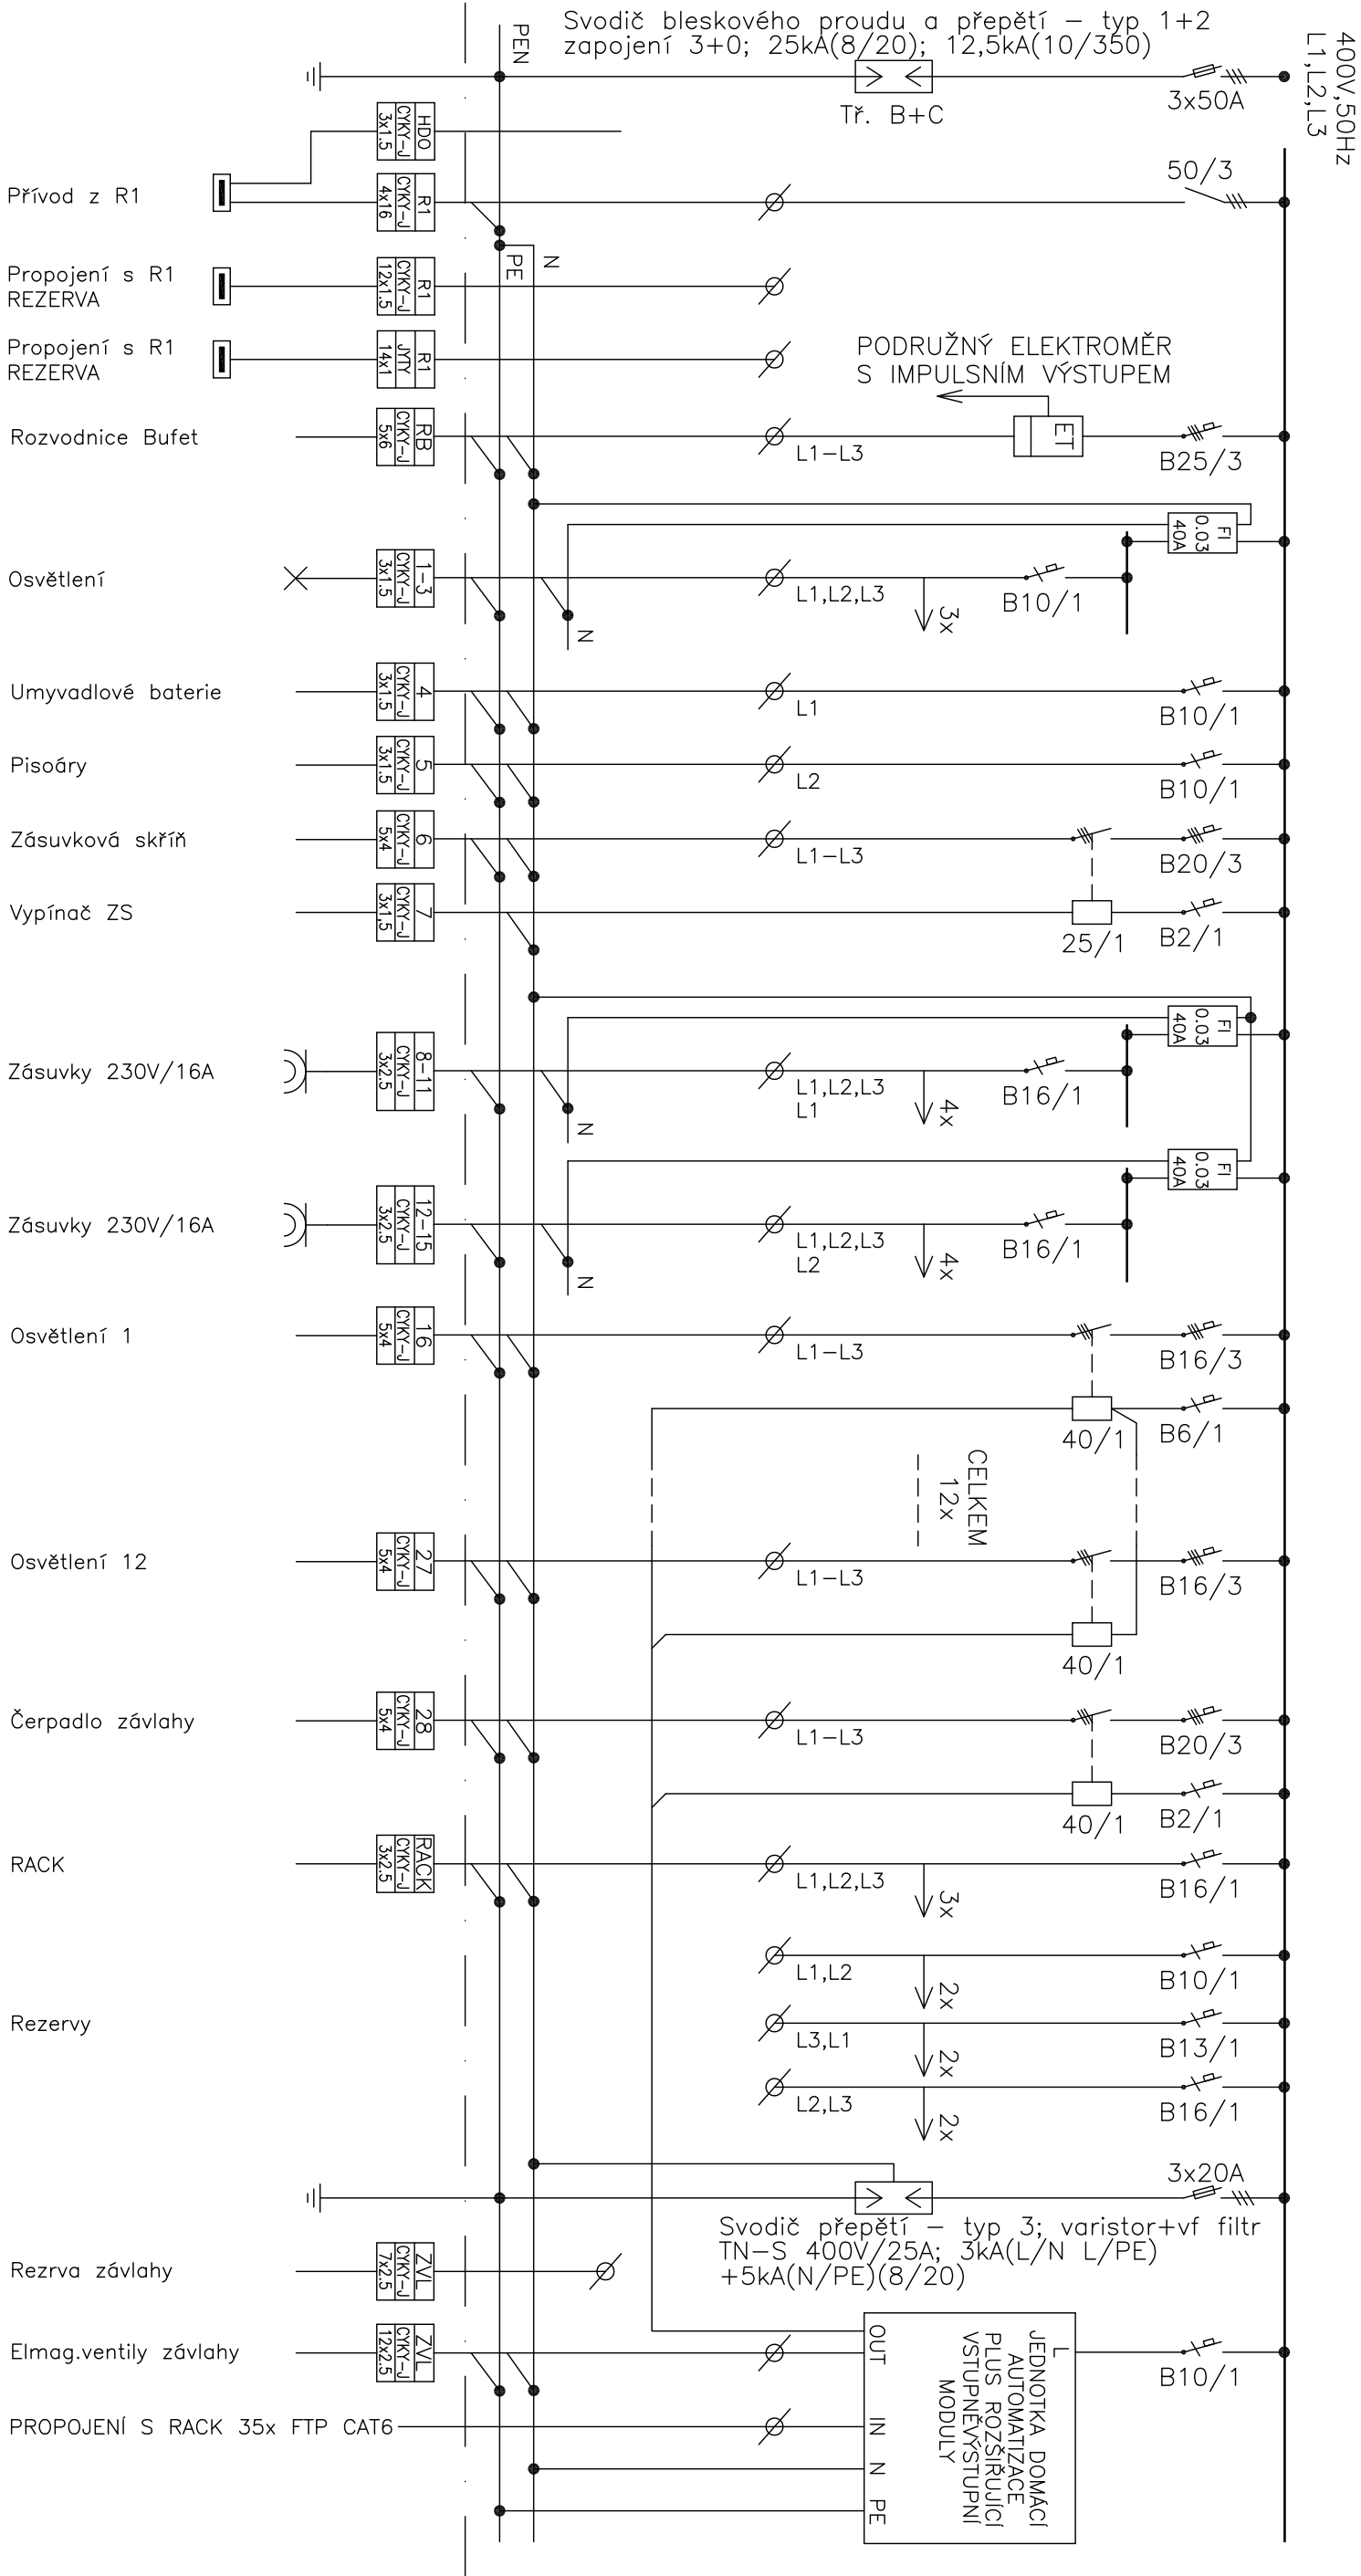 Svodič bleskového proudu a přepětí – typ 1+2
zapojení 3+0; 25kA(8/20); 12,5kA(10/350)
400V,50Hz
L1,L2,L3
PEN
3x50A
Tř. B+C
HDO
CYKY-J
3x1.5
50/3
Přívod z R1
R1
CYKY-J
4x16
PE
N
Propojení s R1
REZERVA
R1
CYKY-J
12x1.5
Propojení s R1
REZERVA
R1
JYTY
14x1
PODRUŽNÝ ELEKTROMĚR
S IMPULSNÍM VÝSTUPEM
Rozvodnice Bufet
RB
CYKY-J
5x6
L1-L3
ET
B25/3
FI
0.03
40A
Osvětlení
1-3
CYKY-J
3x1.5
L1,L2,L3
3x
B10/1
N
Umyvadlové baterie
4
CYKY-J
3x1.5
L1
B10/1
Pisoáry
5
CYKY-J
3x1.5
L2
B10/1
Zásuvková skříň
6
CYKY-J
5x4
L1-L3
B20/3
Vypínač ZS
7
CYKY-J
3x1,5
25/1
B2/1
FI
0.03
40A
Zásuvky 230V/16A
8-11
CYKY-J
3x2.5
L1,L2,L3
L1
4x
B16/1
N
FI
0.03
40A
Zásuvky 230V/16A
12-15
CYKY-J
3x2.5
L1,L2,L3
L2
4x
B16/1
N
Osvětlení 1
16
CYKY-J
5x4
L1-L3
B16/3
40/1
B6/1
CELKEM
12x
Osvětlení 12
27
CYKY-J
5x4
L1-L3
B16/3
40/1
Čerpadlo závlahy
28
CYKY-J
5x4
L1-L3
B20/3
40/1
B2/1
RACK
RACK
CYKY-J
3x2.5
L1,L2,L3
3x
B16/1
L1,L2
2x
B10/1
Rezervy
L3,L1
2x
B13/1
L2,L3
2x
B16/1
3x20A
Svodič přepětí – typ 3; varistor+vf filtr
TN-S 400V/25A; 3kA(L/N L/PE)
+5kA(N/PE)(8/20)
Rezrva závlahy
ZVL
CYKY-J
7x2.5
Elmag.ventily závlahy
ZVL
CYKY-J
12x2.5
OUT
L
JEDNOTKA DOMÁCÍ
AUTOMATIZACE
PLUS ROZŠIŘUJÍCÍ
VSTUPNĚVÝSTUPNÍ
MODULY
B10/1
PROPOJENÍ S RACK 35x FTP CAT6
IN
N
PE